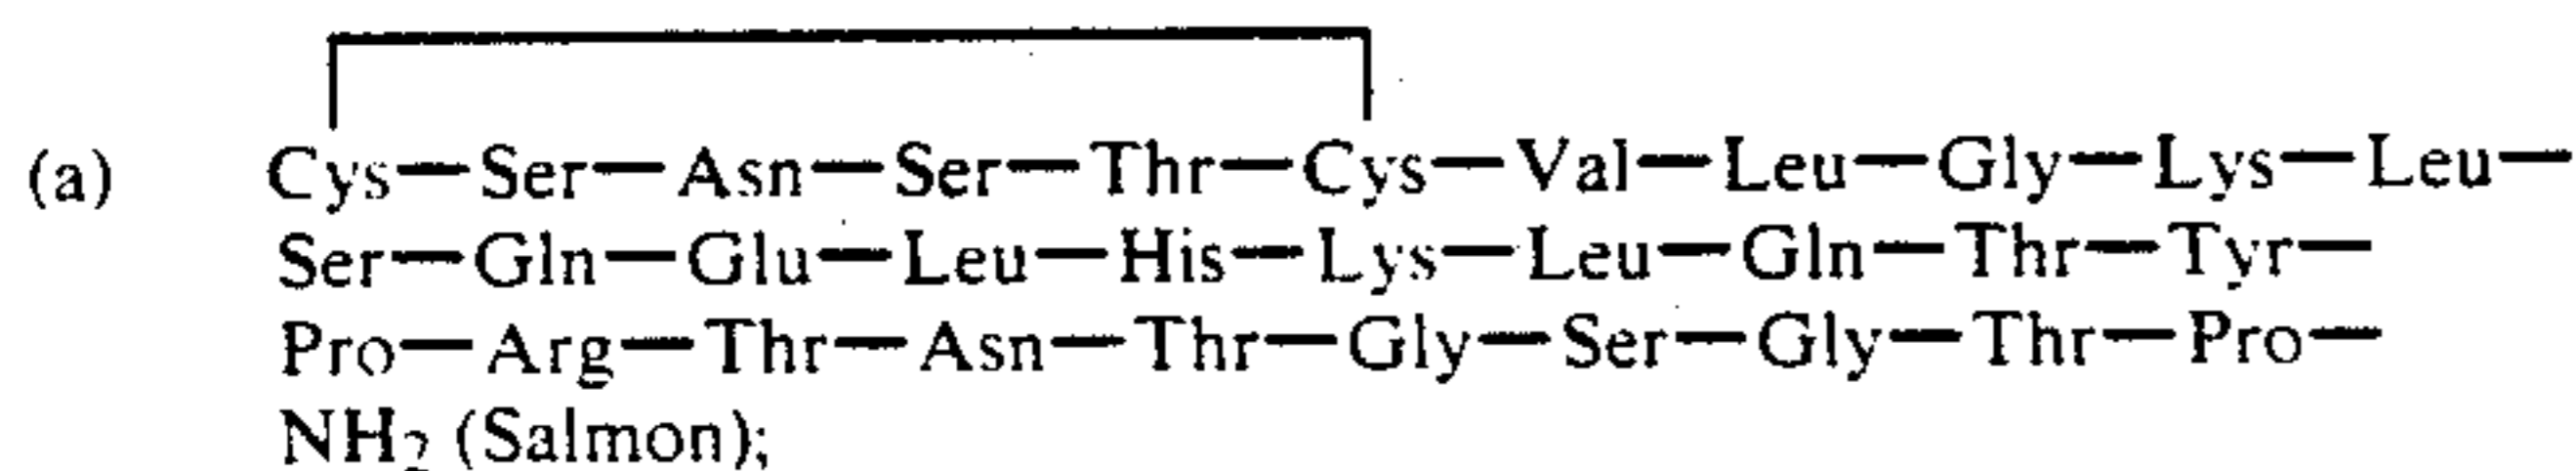 (a) Cys—Ser—Asn—Ser—Thr—Cys—Val—Leu—Gly—Lys—Leu—
Ser—Gln—Glu—Leu—His—Lys—Leu—Gln—Thr—Tyr—
Pro—Arg—Thr—Asn—Thr—Gly—Ser—Gly—Thr—Pro—
NH₂ (Salmon);